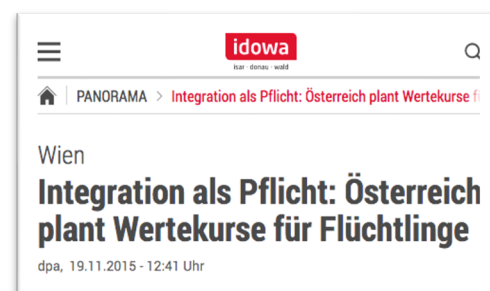 idowa
isar · donau · wald
PANORAMA > Integration als Pflicht: Österreich plant Wertekurse
Wien
Integration als Pflicht: Österreich
plant Wertekurse für Flüchtlinge
dpa, 19.11.2015 - 12:41 Uhr